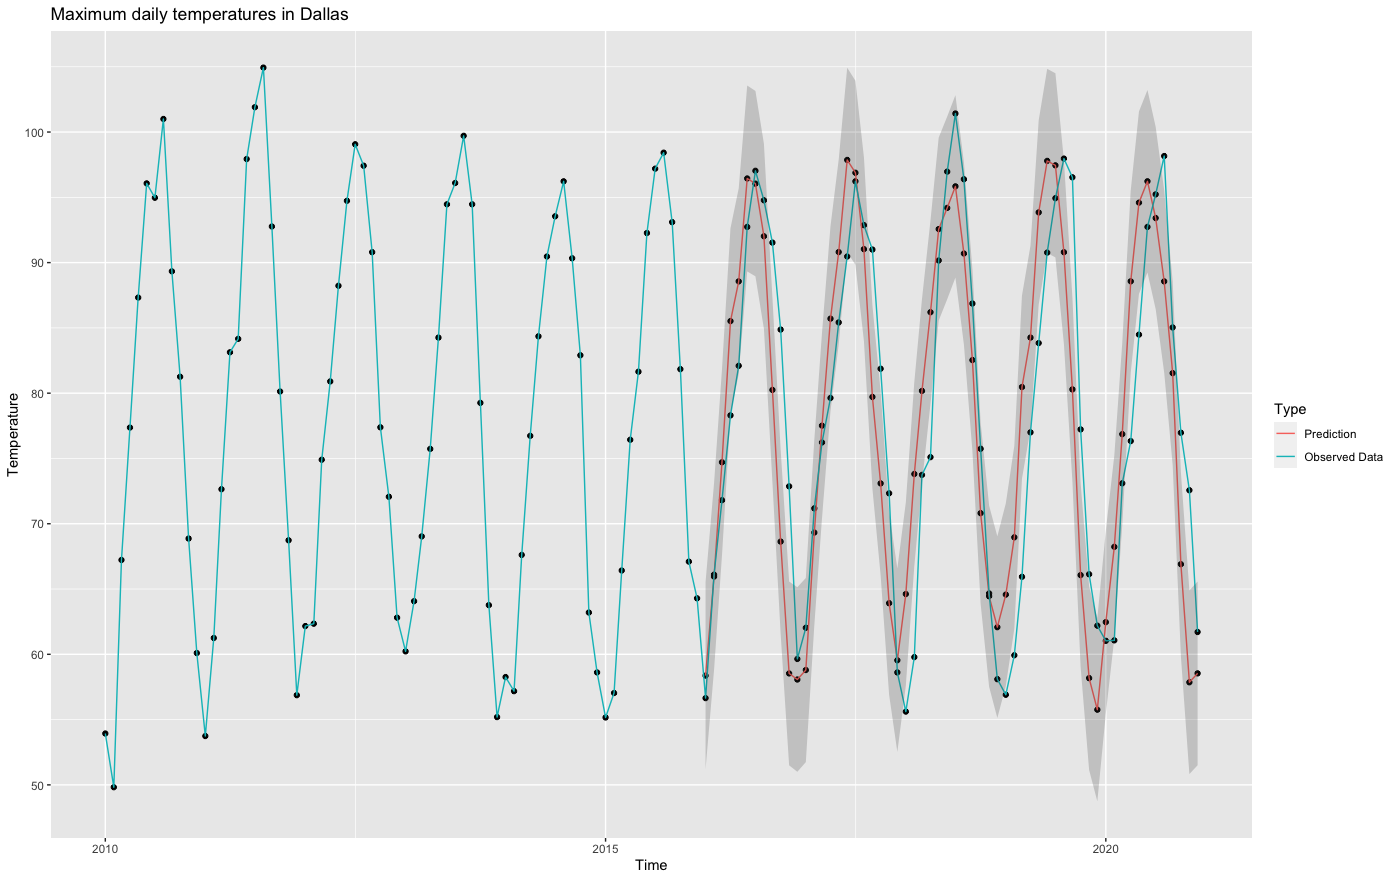 Maximum daily temperatures in Dallas
100
90
80
70
60
50
Temperature
2010
2015
2020
Time
Type
Prediction
Observed Data